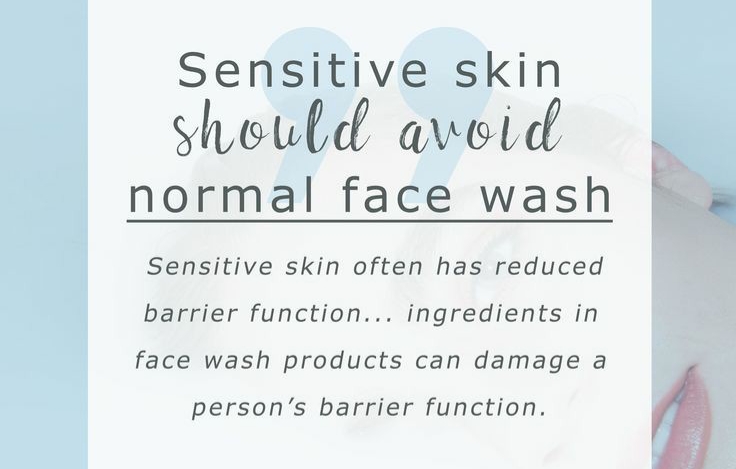 Sensitive skin
should avoid
normal face wash
Sensitive skin often has reduced
barrier function... ingredients in
face wash products can damage a
person’s barrier function.